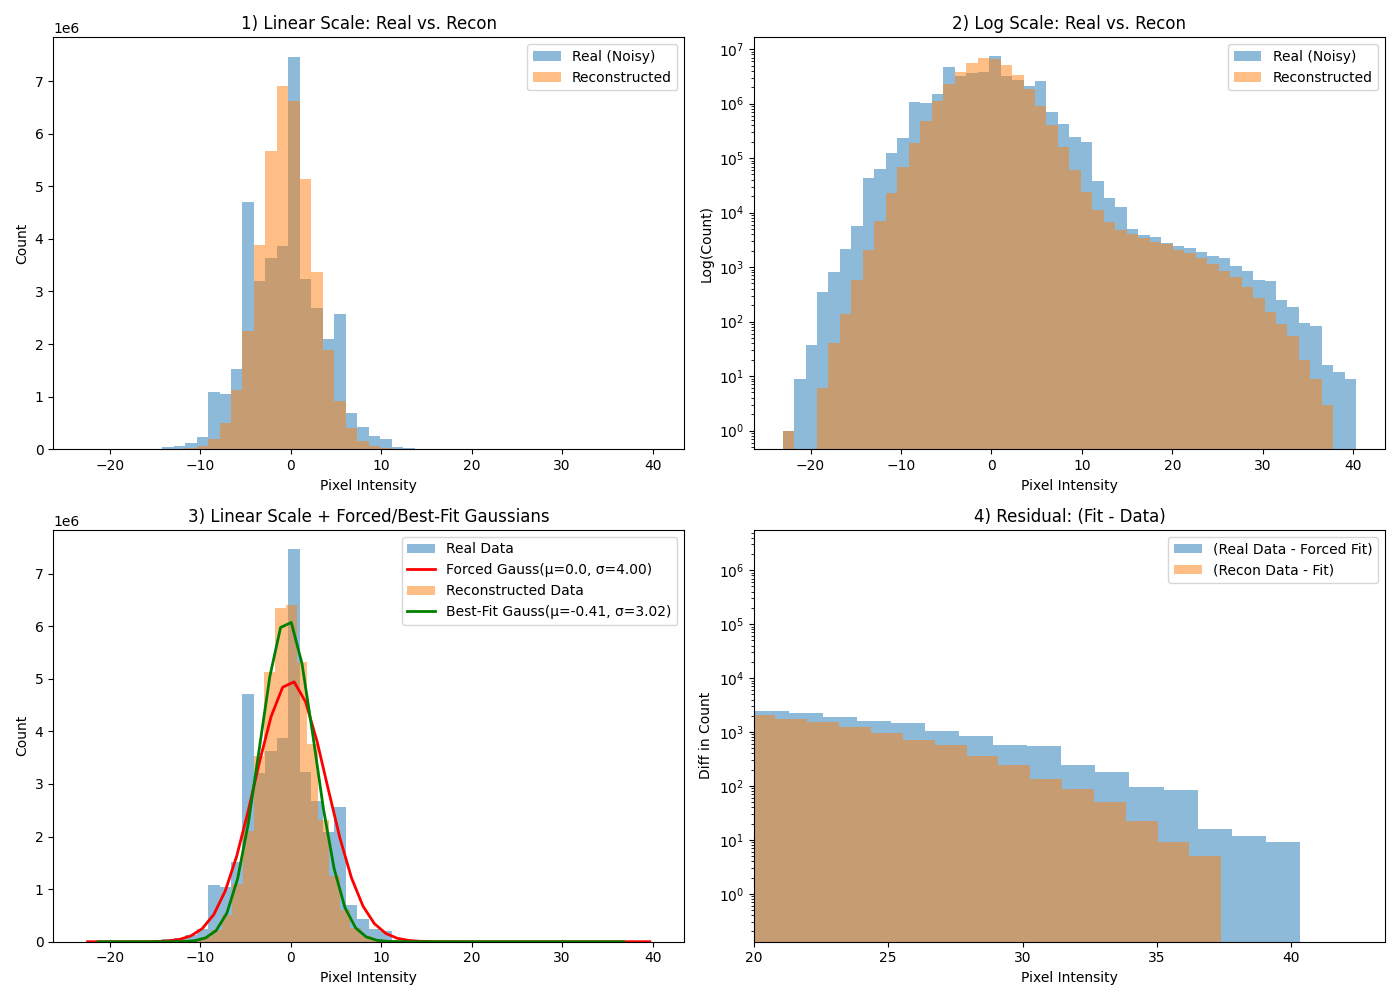 1) Linear Scale: Real vs. Recon
1e6
Real (Noisy)
Reconstructed
Count
7
6
5
4
3
2
1
0
−20
−10
0
10
20
30
40
Pixel Intensity
2) Log Scale: Real vs. Recon
Real (Noisy)
Reconstructed
Log(Count)
10⁷
10⁶
10⁵
10⁴
10³
10²
10¹
10⁰
−20
−10
0
10
20
30
40
Pixel Intensity
3) Linear Scale + Forced/Best-Fit Gaussians
1e6
Real Data
Forced Gauss(μ=0.0, σ=4.00)
Reconstructed Data
Best-Fit Gauss(μ=-0.41, σ=3.02)
Count
7
6
5
4
3
2
1
0
−20
−10
0
10
20
30
40
Pixel Intensity
4) Residual: (Fit - Data)
(Real Data - Forced Fit)
(Recon Data - Fit)
Diff in Count
10⁶
10⁵
10⁴
10³
10²
10¹
10⁰
20
25
30
35
40
Pixel Intensity